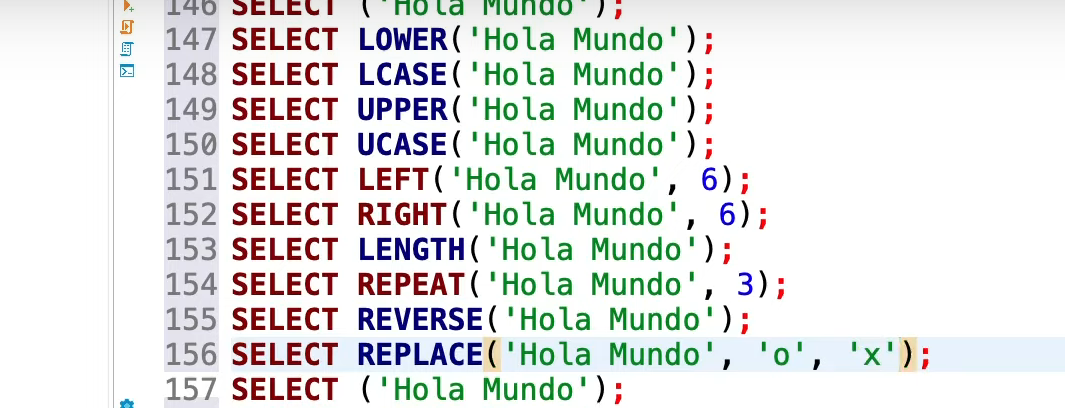 146 SELECT ('Hola Mundo');
147 SELECT LOWER('Hola Mundo');
148 SELECT LCASE('Hola Mundo');
149 SELECT UPPER('Hola Mundo');
150 SELECT UCASE('Hola Mundo');
151 SELECT LEFT('Hola Mundo', 6);
152 SELECT RIGHT('Hola Mundo', 6);
153 SELECT LENGTH('Hola Mundo');
154 SELECT REPEAT('Hola Mundo', 3);
155 SELECT REVERSE('Hola Mundo');
156 SELECT REPLACE('Hola Mundo', 'o', 'x');
157 SELECT ('Hola Mundo');